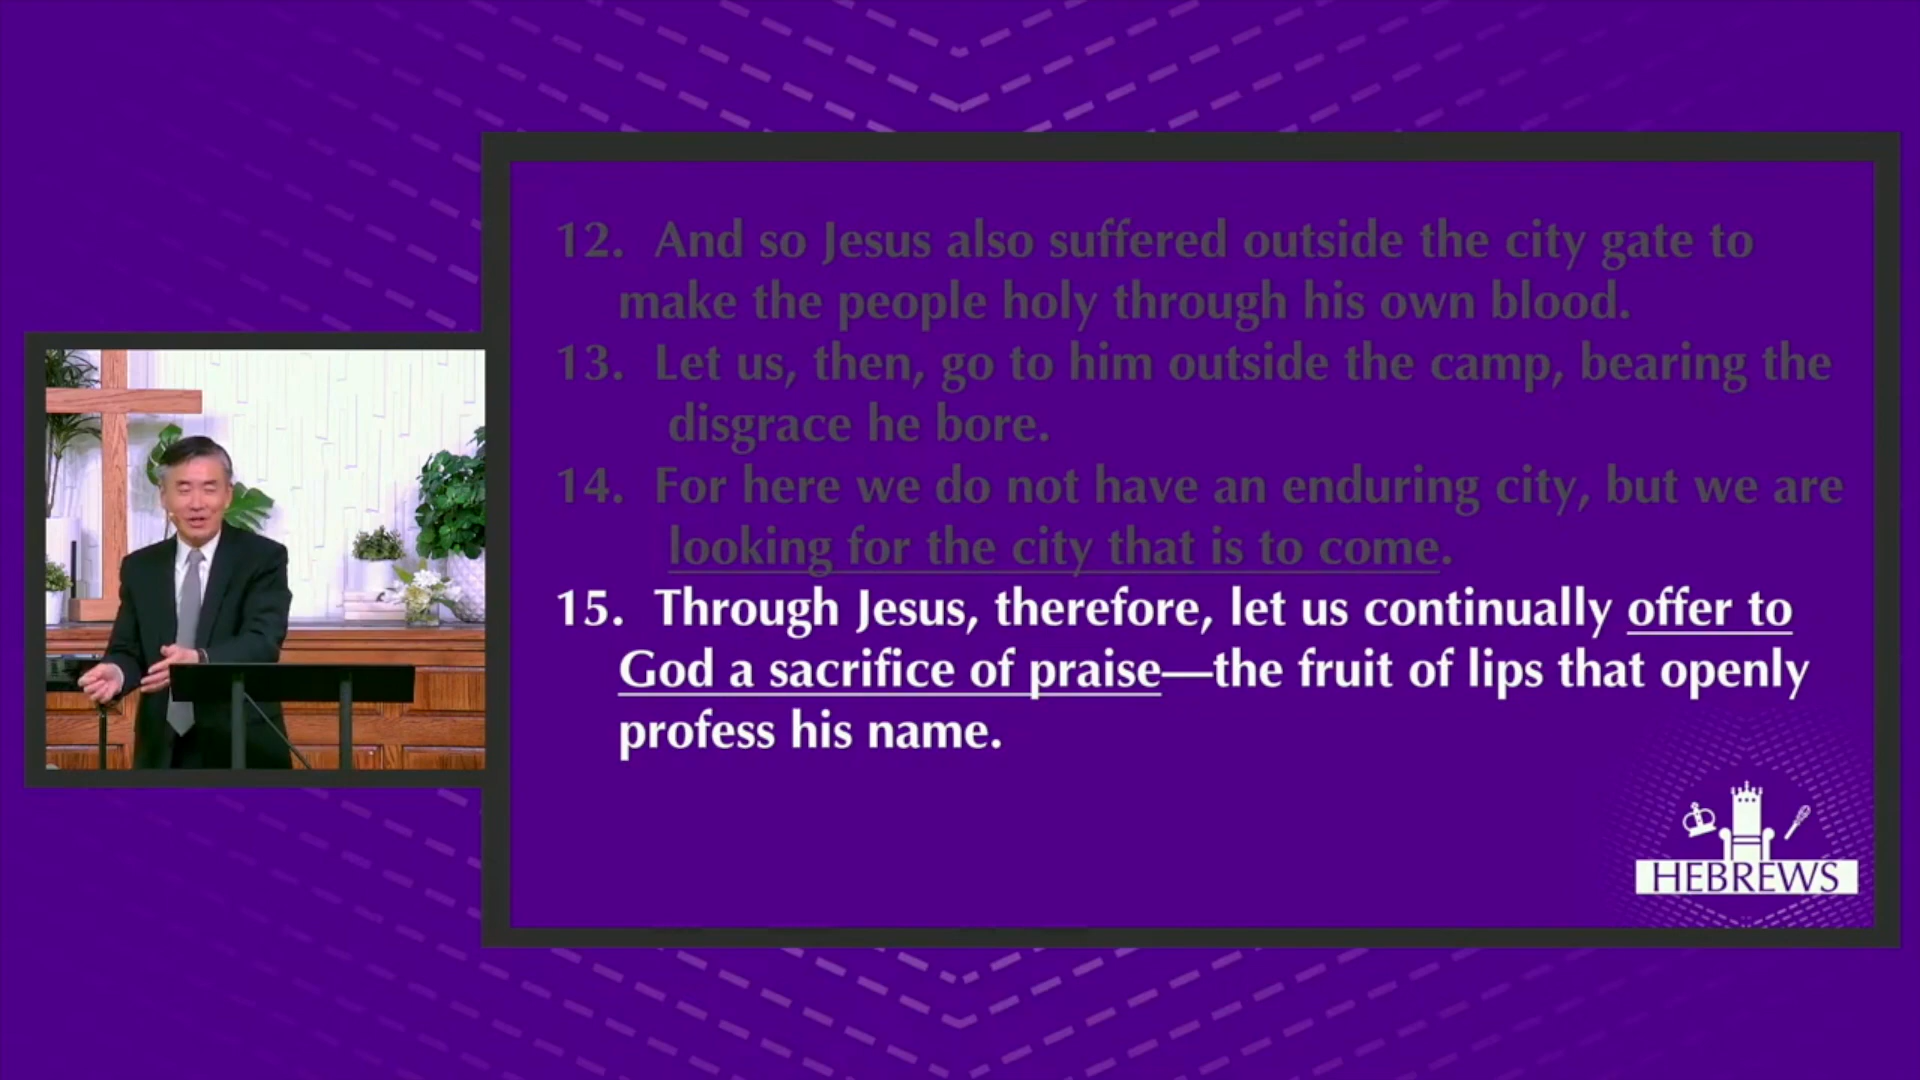 12. And so Jesus also suffered outside the city gate to
make the people holy through his own blood.
13. Let us, then, go to him outside the camp, bearing the
disgrace he bore.
14. For here we do not have an enduring city, but we are
looking for the city that is to come.
15. Through Jesus, therefore, let us continually offer to
God a sacrifice of praise—the fruit of lips that openly
profess his name.
HEBREWS